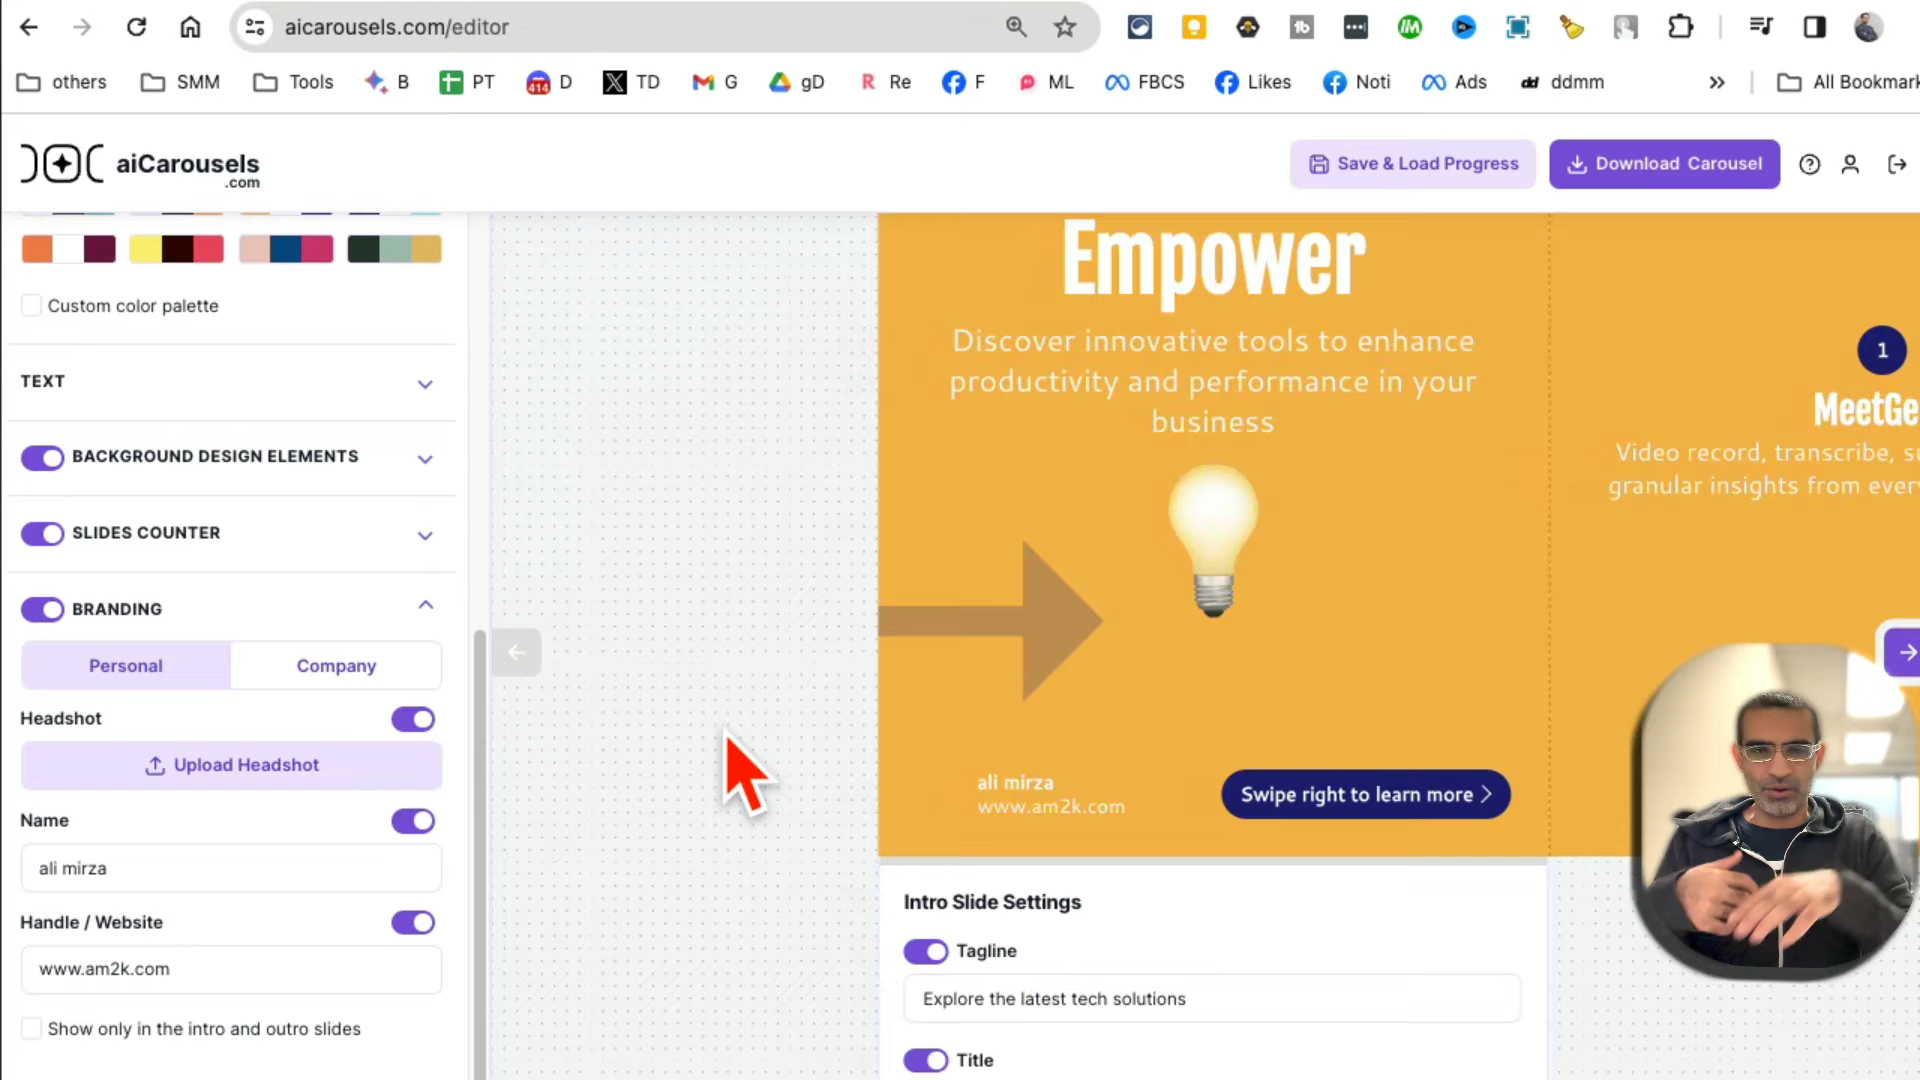 aicarousels.com/editor
others
SMM
Tools
B
PT
414
D
TD
G
gD
R
Re
F
ML
FBCS
Likes
Noti
Ads
dd
ddmm
All Bookmark
aiCarousels
.com
Save & Load Progress
Download Carousel
Custom color palette
TEXT
BACKGROUND DESIGN ELEMENTS
SLIDES COUNTER
BRANDING
Personal
Company
Headshot
Upload Headshot
Name
ali mirza
Handle / Website
www.am2k.com
Show only in the intro and outro slides
Empower
Discover innovative tools to enhance
productivity and performance in your
business
ali mirza
www.am2k.com
Swipe right to learn more
1
MeetGe
Video record, transcribe, su
granular insights from every
Intro Slide Settings
Tagline
Explore the latest tech solutions
Title